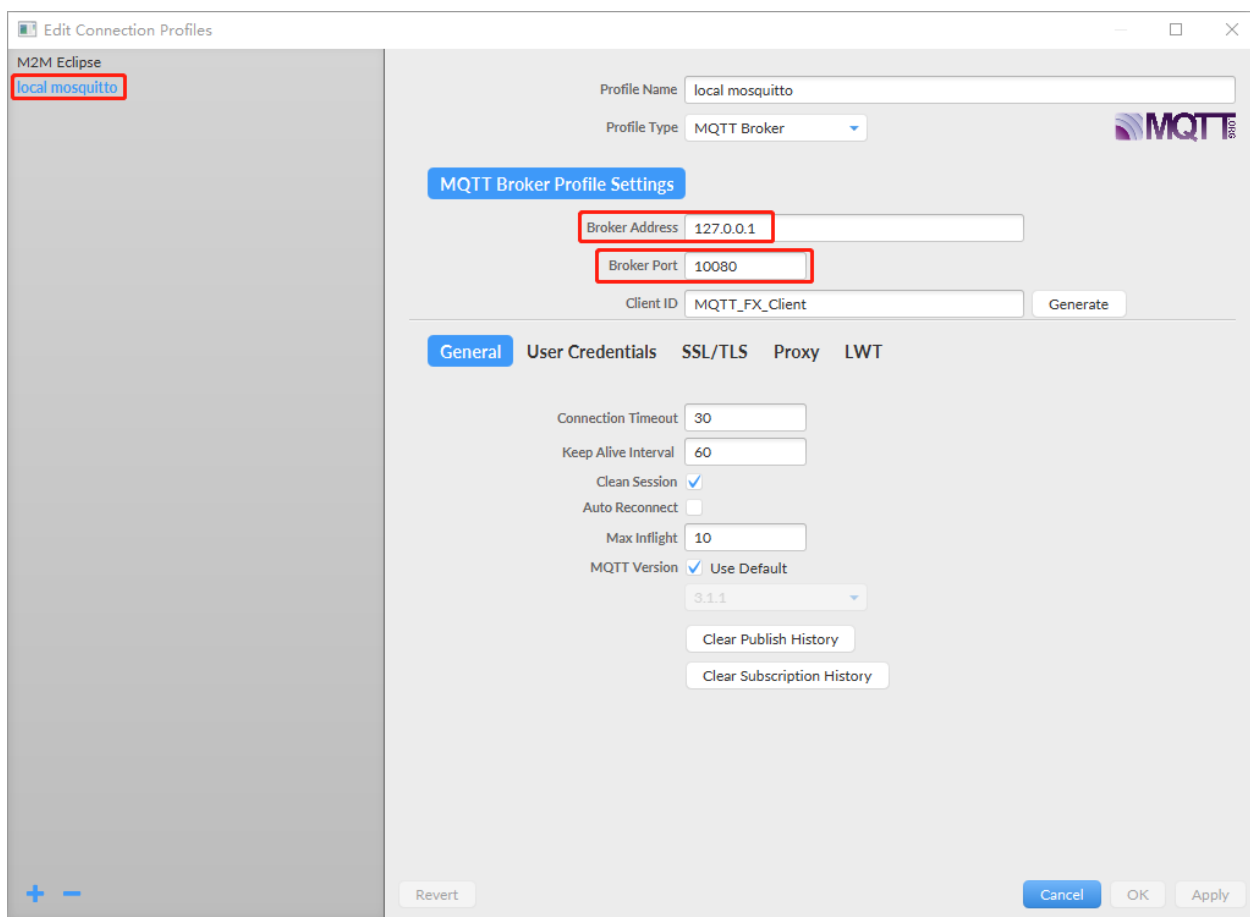 Edit Connection Profiles
M2M Eclipse
local mosquitto
Profile Name local mosquitto
Profile Type MQTT Broker
MQTT.ORG
MQTT Broker Profile Settings
Broker Address 127.0.0.1
Broker Port 10080
Client ID MQTT_FX_Client Generate
General User Credentials SSL/TLS Proxy LWT
Connection Timeout 30
Keep Alive Interval 60
Clean Session
Auto Reconnect
Max Inflight 10
MQTT Version Use Default
3.1.1
Clear Publish History
Clear Subscription History
Revert Cancel OK Apply